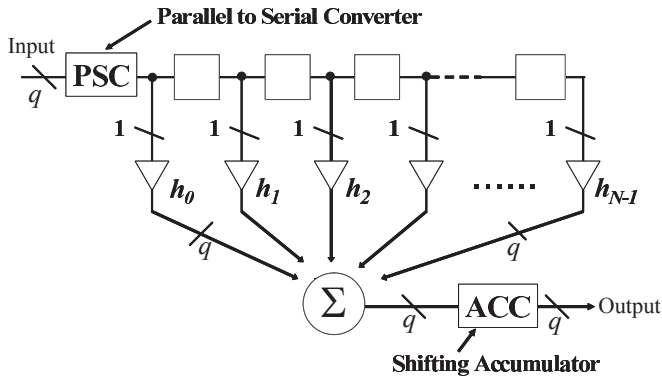 Parallel to Serial Converter
Input
PSC
q
1 1 1 1 1
h0 h1 h2 ...... hN-1
q q
Σ
ACC
Output
q q
Shifting Accumulator